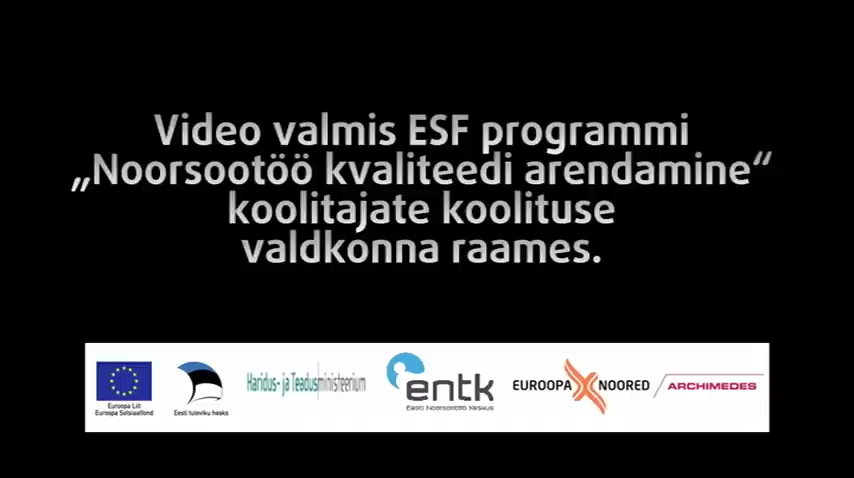 Video valmis ESF programmi
„Noorsootöö kvaliteedi arendamine“
koolitajate koolituse
valdkonna raames.
Euroopa Liit
Euroopa Sotsiaalfond
Eesti tuleviku heaks
Haridus- ja Teadusministeerium
entk
Eesti Noorsootöö Keskus
EUROOPA NOORED
ARCHIMEDES